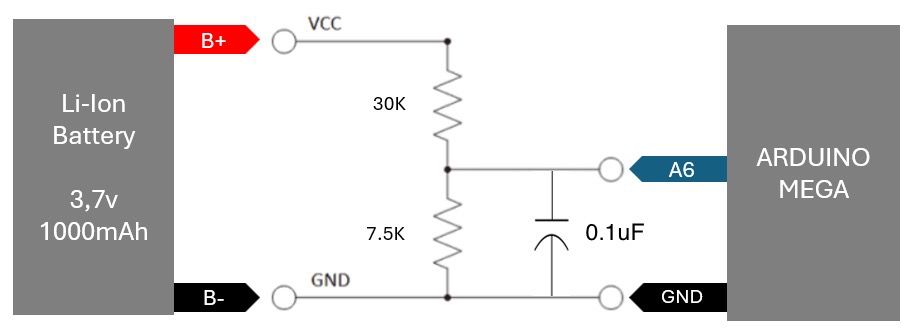 Li-Ion
Battery
3,7v
1000mAh
B+
VCC
30K
A6
ARDUINO
MEGA
7.5K
0.1uF
B-
GND
GND